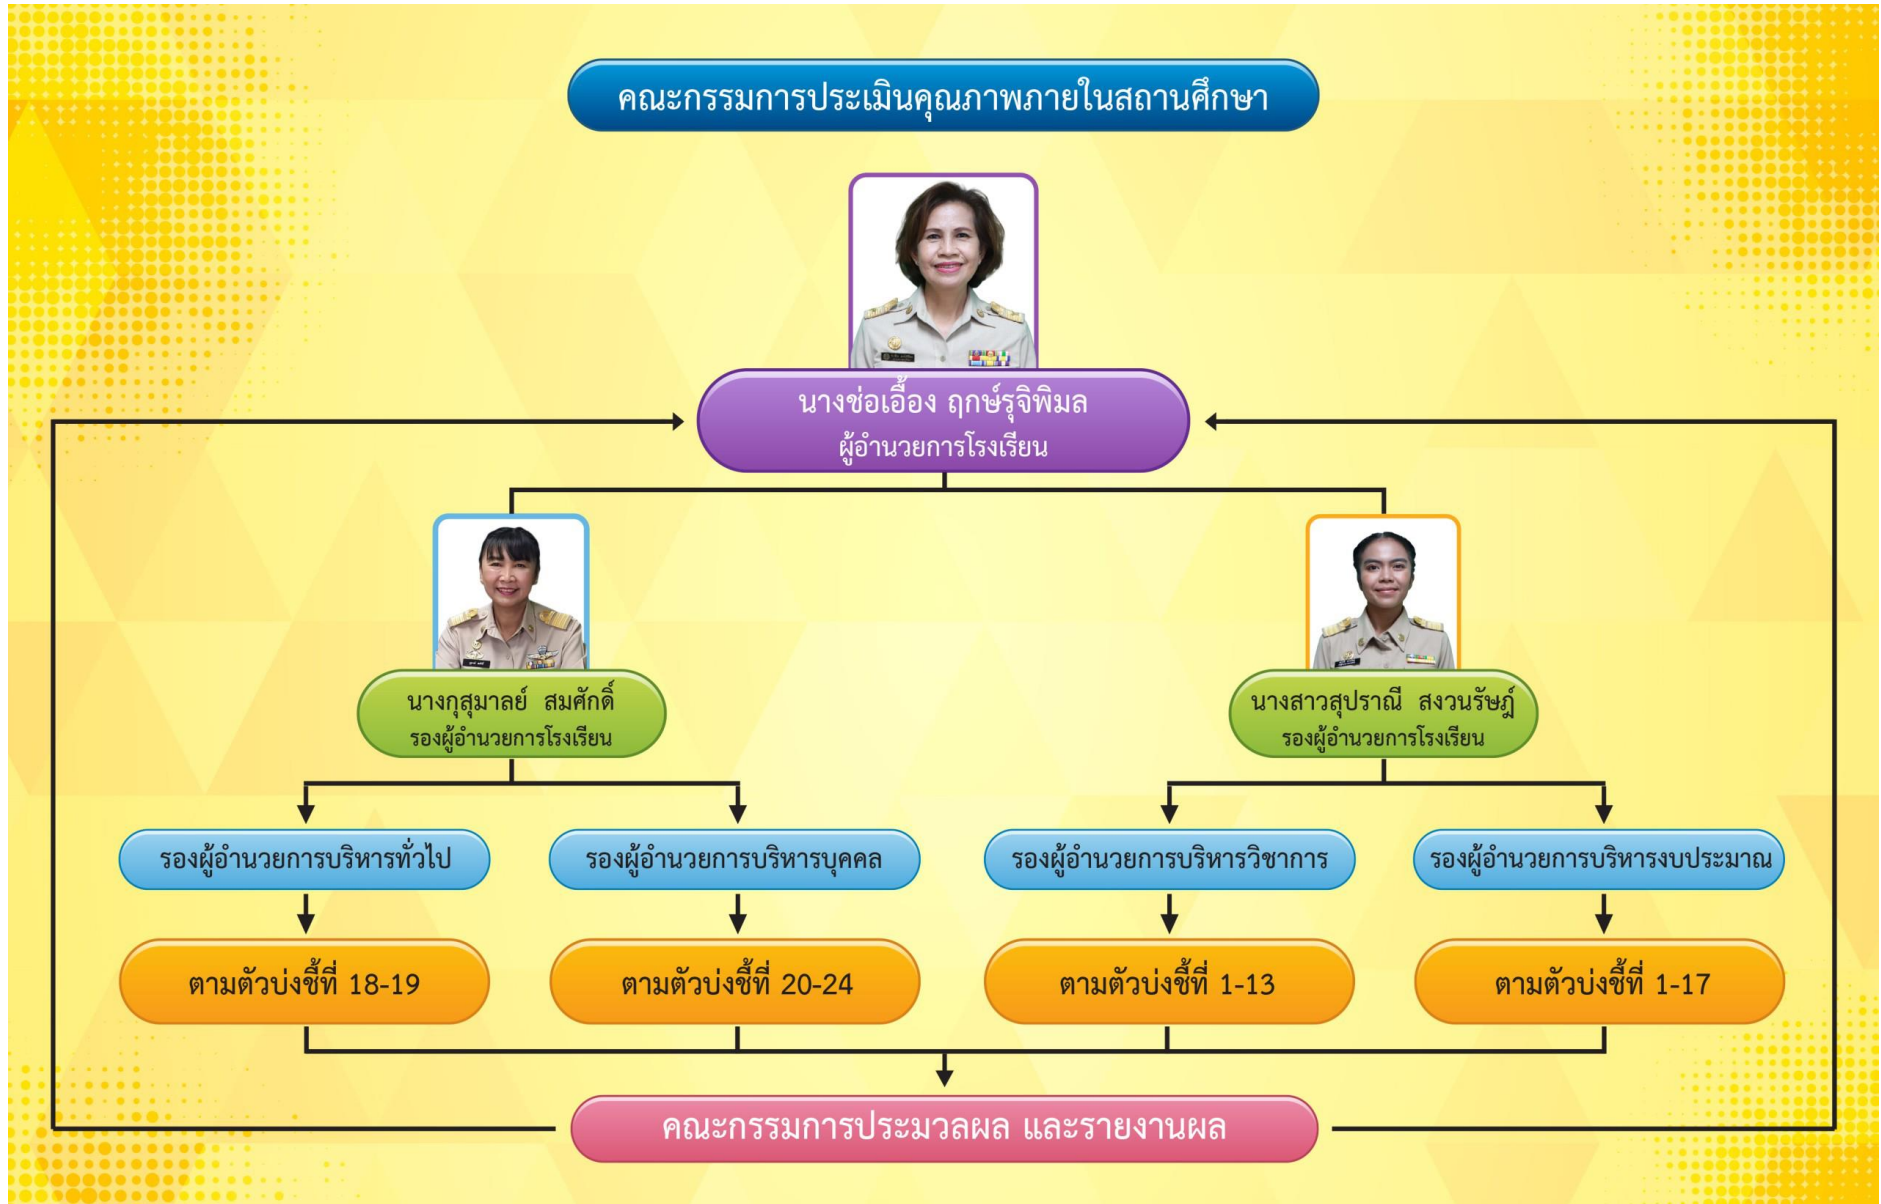 คณะกรรมการประเมินคุณภาพภายในสถานศึกษา
นางช่อเอื้อง ฤกษ์รุจิพิมล
ผู้อำนวยการโรงเรียน
นางกุสุมาลย์ สมศักดิ์
รองผู้อำนวยการโรงเรียน
นางสาวสุปราณี สงวนรัษฎ์
รองผู้อำนวยการโรงเรียน
รองผู้อำนวยการบริหารทั่วไป
รองผู้อำนวยการบริหารบุคคล
รองผู้อำนวยการบริหารวิชาการ
รองผู้อำนวยการบริหารงบประมาณ
ตามตัวบ่งชี้ที่ 18-19
ตามตัวบ่งชี้ที่ 20-24
ตามตัวบ่งชี้ที่ 1-13
ตามตัวบ่งชี้ที่ 1-17
คณะกรรมการประมวลผล และรายงานผล